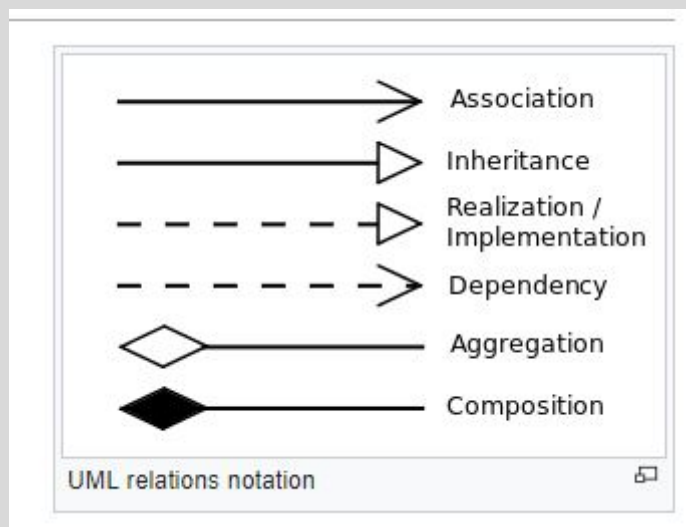 Association
Inheritance
Realization /
Implementation
Dependency
Aggregation
Composition
UML relations notation